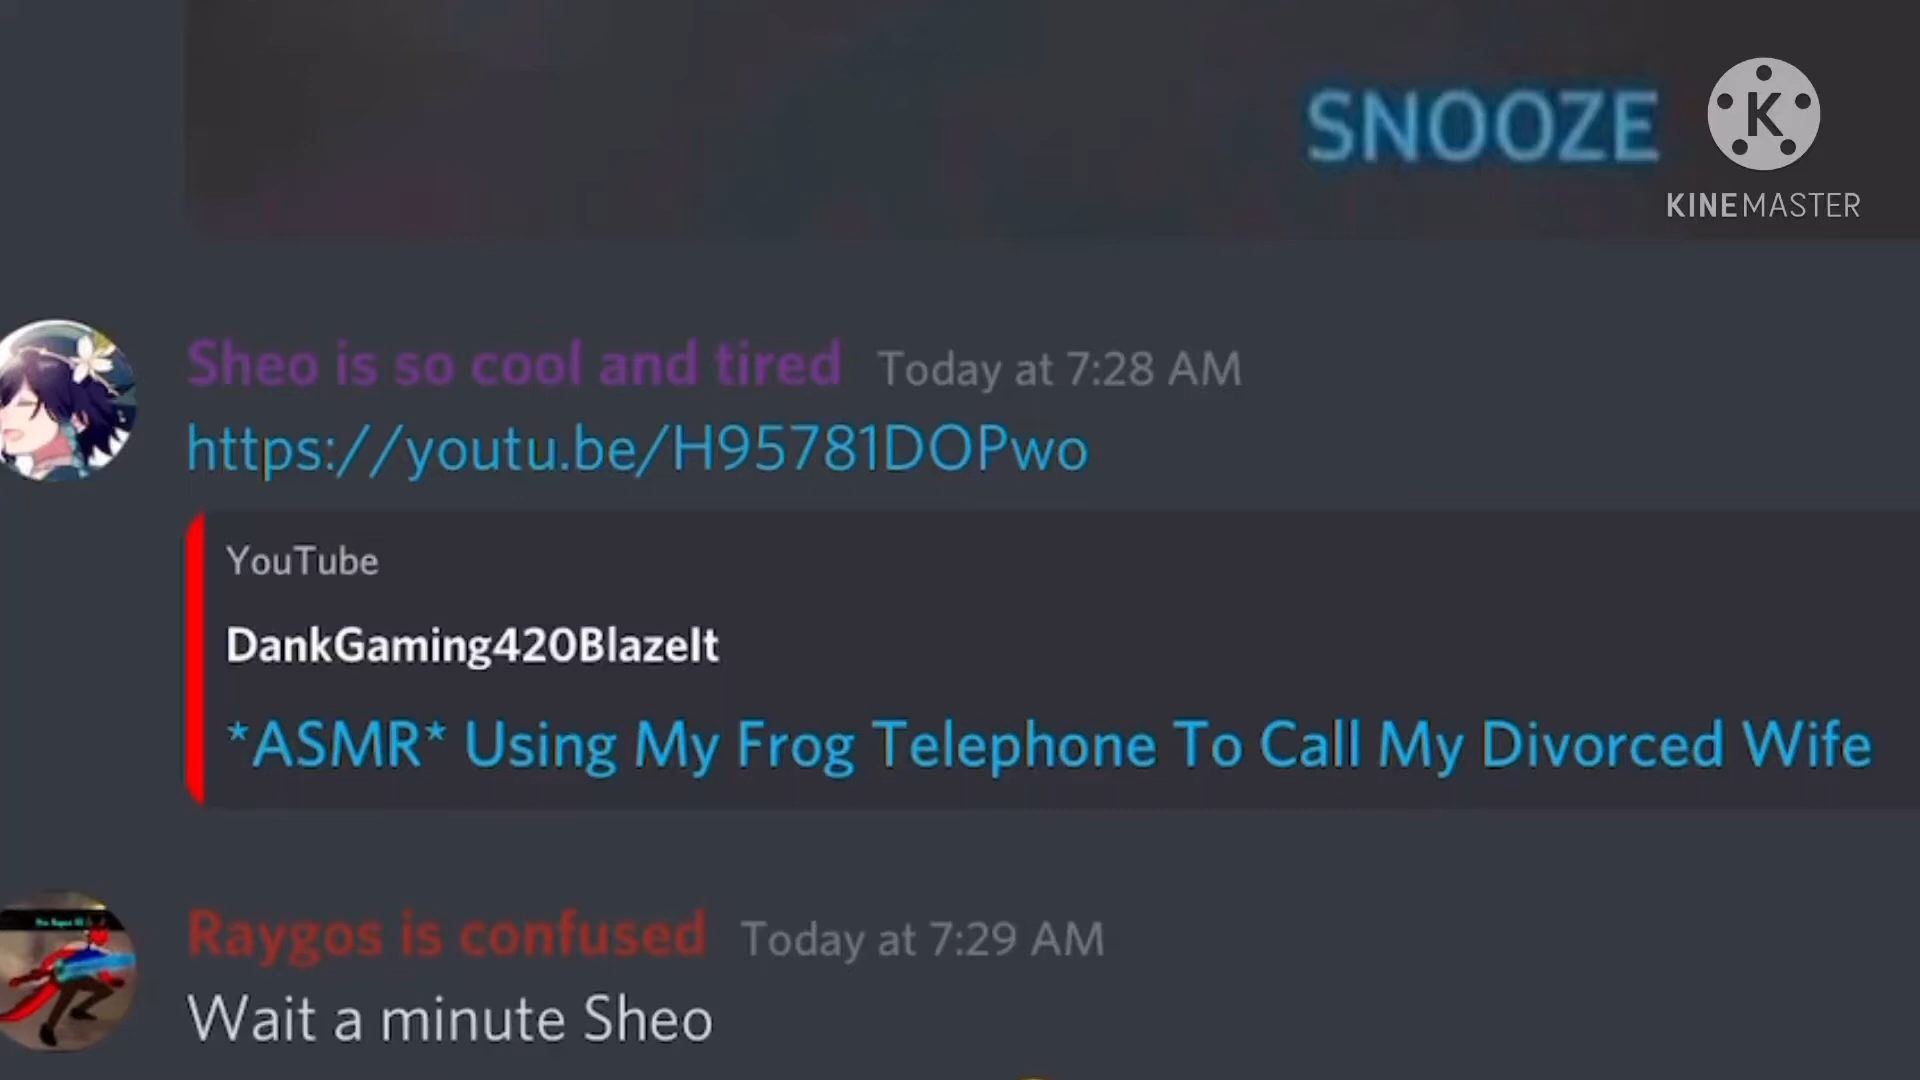 SNOOZE
KINEMASTER
Sheo is so cool and tired Today at 7:28 AM
https://youtu.be/H95781DOPwo
YouTube
DankGaming420BlazeIt
*ASMR* Using My Frog Telephone To Call My Divorced Wife
Raygos is confused Today at 7:29 AM
Wait a minute Sheo